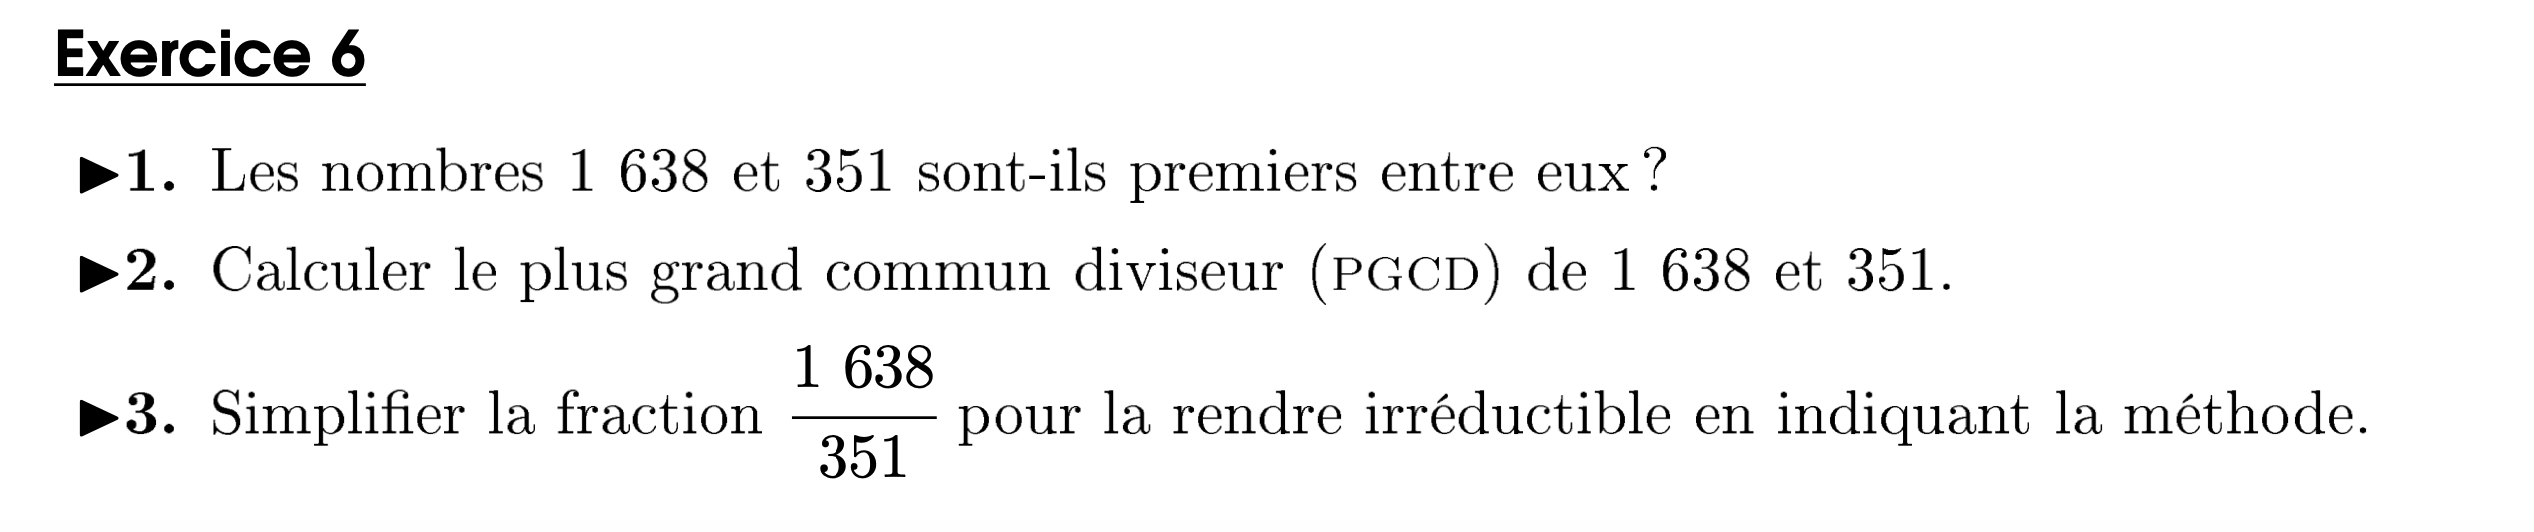 Exercice 6
▶1. Les nombres 1 638 et 351 sont-ils premiers entre eux ?
▶2. Calculer le plus grand commun diviseur (PGCD) de 1 638 et 351.
▶3. Simplifier la fraction 1 638/351 pour la rendre irréductible en indiquant la méthode.